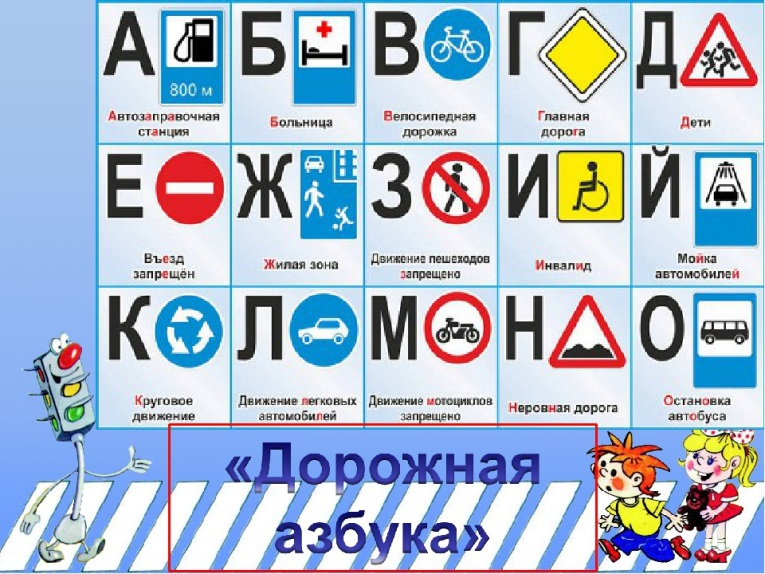 А
800 м
Автозаправочная
станция
Б
Больница
В
Велосипедная
дорожка
Г
Главная
дорога
Д
Дети
Е
Въезд
запрещён
Ж
Жилая зона
З
Движение пешеходов
запрещено
И
Инвалид
Й
Мойка
автомобилей
К
Круговое
движение
Л
Движение легковых
автомобилей
М
Движение мотоциклов
запрещено
Н
Неровная дорога
О
Остановка
автобуса
«Дорожная
азбука»